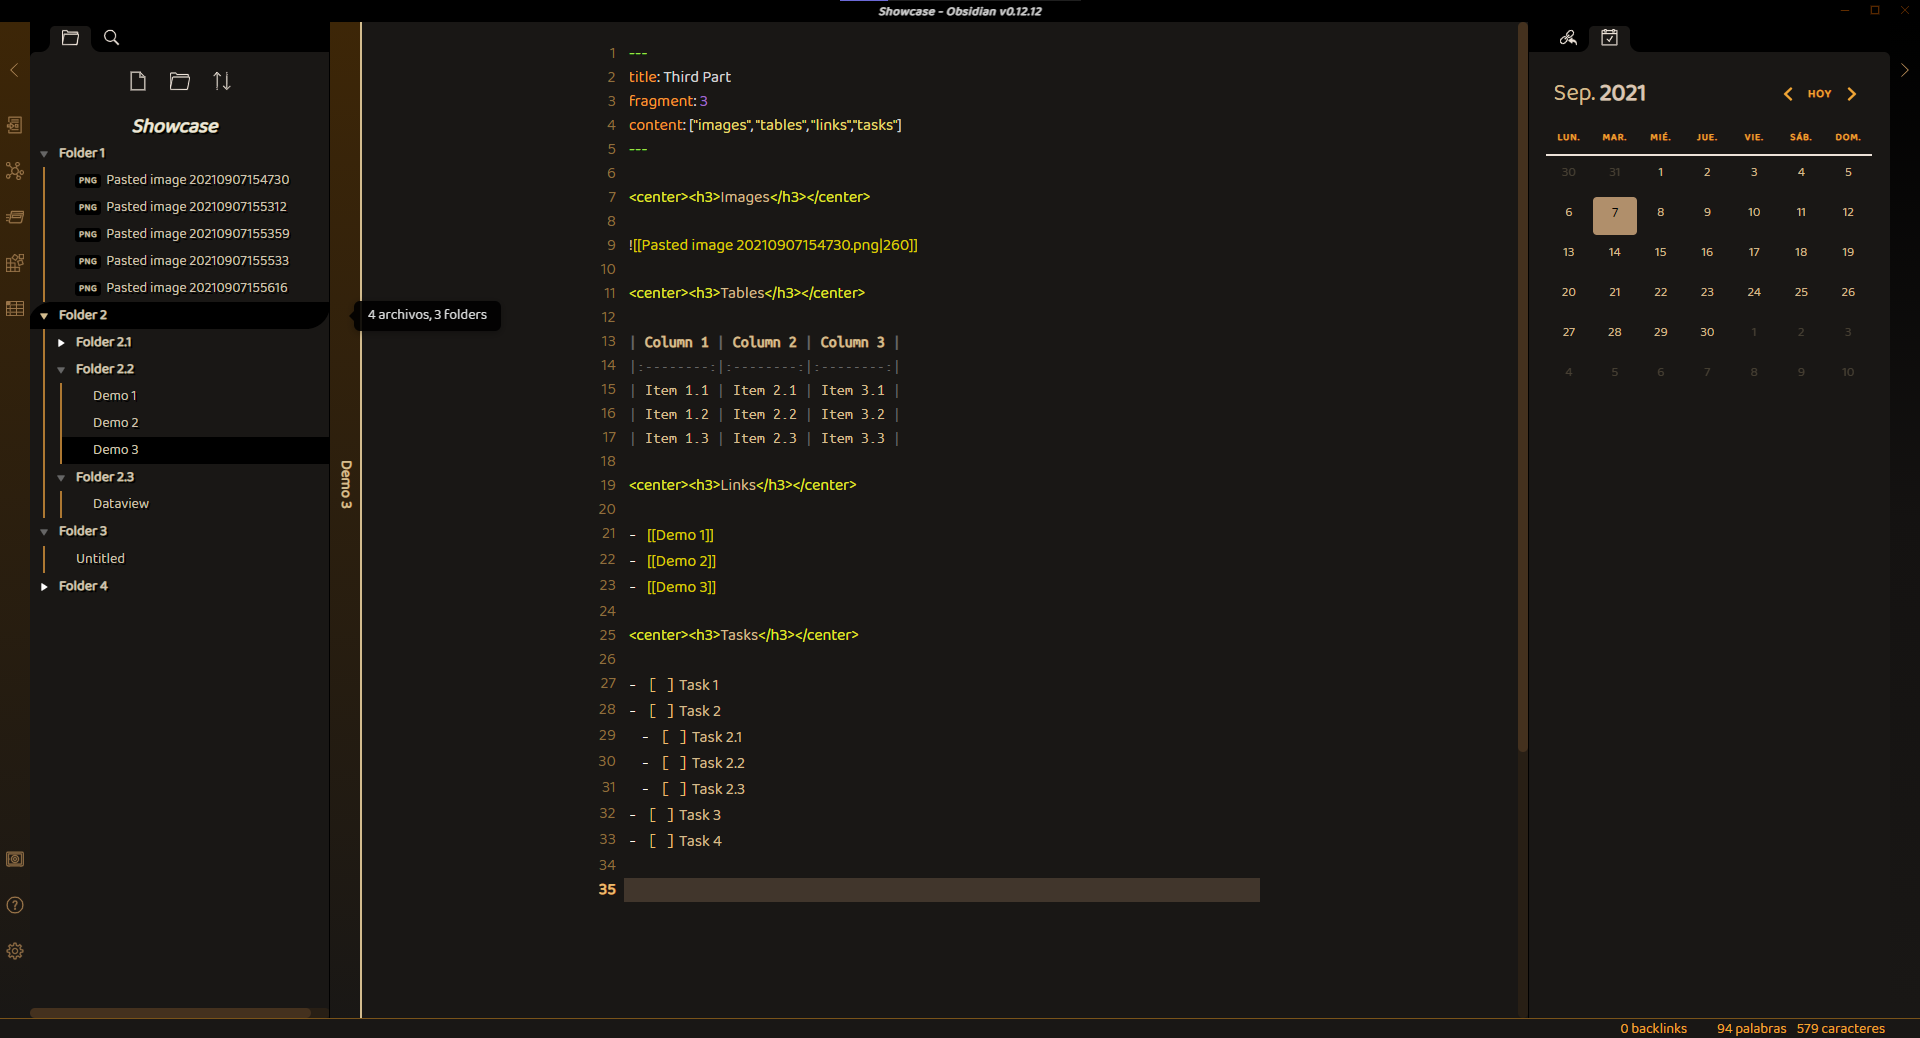 Showcase - Obsidian v0.12.12
Showcase
Folder 1
PNG Pasted image 20210907154730
PNG Pasted image 20210907155312
PNG Pasted image 20210907155359
PNG Pasted image 20210907155533
PNG Pasted image 20210907155616
Folder 2
4 archivos, 3 folders
Folder 2.1
Folder 2.2
Demo 1
Demo 2
Demo 3
Folder 2.3
Dataview
Folder 3
Untitled
Folder 4
Demo 3
1 ---
2 title: Third Part
3 fragment: 3
4 content: ["images", "tables", "links","tasks"]
5 ---
6
7 <center><h3>Images</h3></center>
8
9 ![[Pasted image 20210907154730.png|260]]
10
11 <center><h3>Tables</h3></center>
12
13 | Column 1 | Column 2 | Column 3 |
14 |:--------:|:--------:|:--------:|
15 | Item 1.1 | Item 2.1 | Item 3.1 |
16 | Item 1.2 | Item 2.2 | Item 3.2 |
17 | Item 1.3 | Item 2.3 | Item 3.3 |
18
19 <center><h3>Links</h3></center>
20
21 - [[Demo 1]]
22 - [[Demo 2]]
23 - [[Demo 3]]
24
25 <center><h3>Tasks</h3></center>
26
27 - [ ] Task 1
28 - [ ] Task 2
29 - [ ] Task 2.1
30 - [ ] Task 2.2
31 - [ ] Task 2.3
32 - [ ] Task 3
33 - [ ] Task 4
34
35
Sep. 2021 HOY
LUN. MAR. MIÉ. JUE. VIE. SÁB. DOM.
30 31 1 2 3 4 5
6 7 8 9 10 11 12
13 14 15 16 17 18 19
20 21 22 23 24 25 26
27 28 29 30 1 2 3
4 5 6 7 8 9 10
0 backlinks 94 palabras 579 caracteres